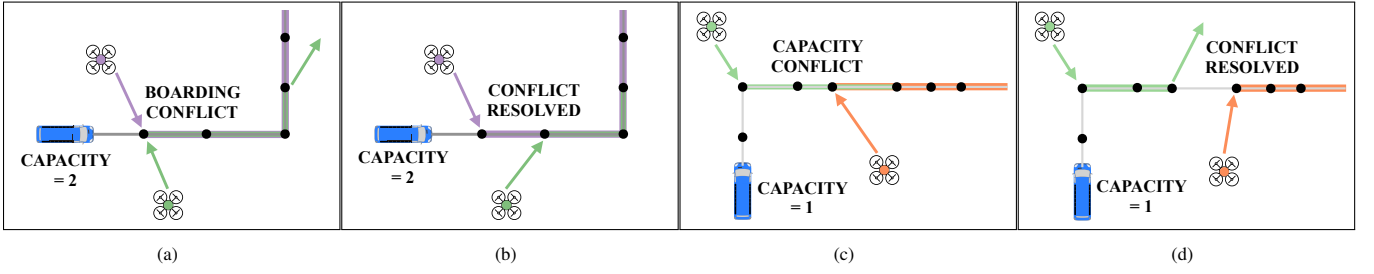 BOARDING
CONFLICT
CAPACITY
= 2
(a)
CONFLICT
RESOLVED
CAPACITY
= 2
(b)
CAPACITY
CONFLICT
CAPACITY
= 1
(c)
CONFLICT
RESOLVED
CAPACITY
= 1
(d)